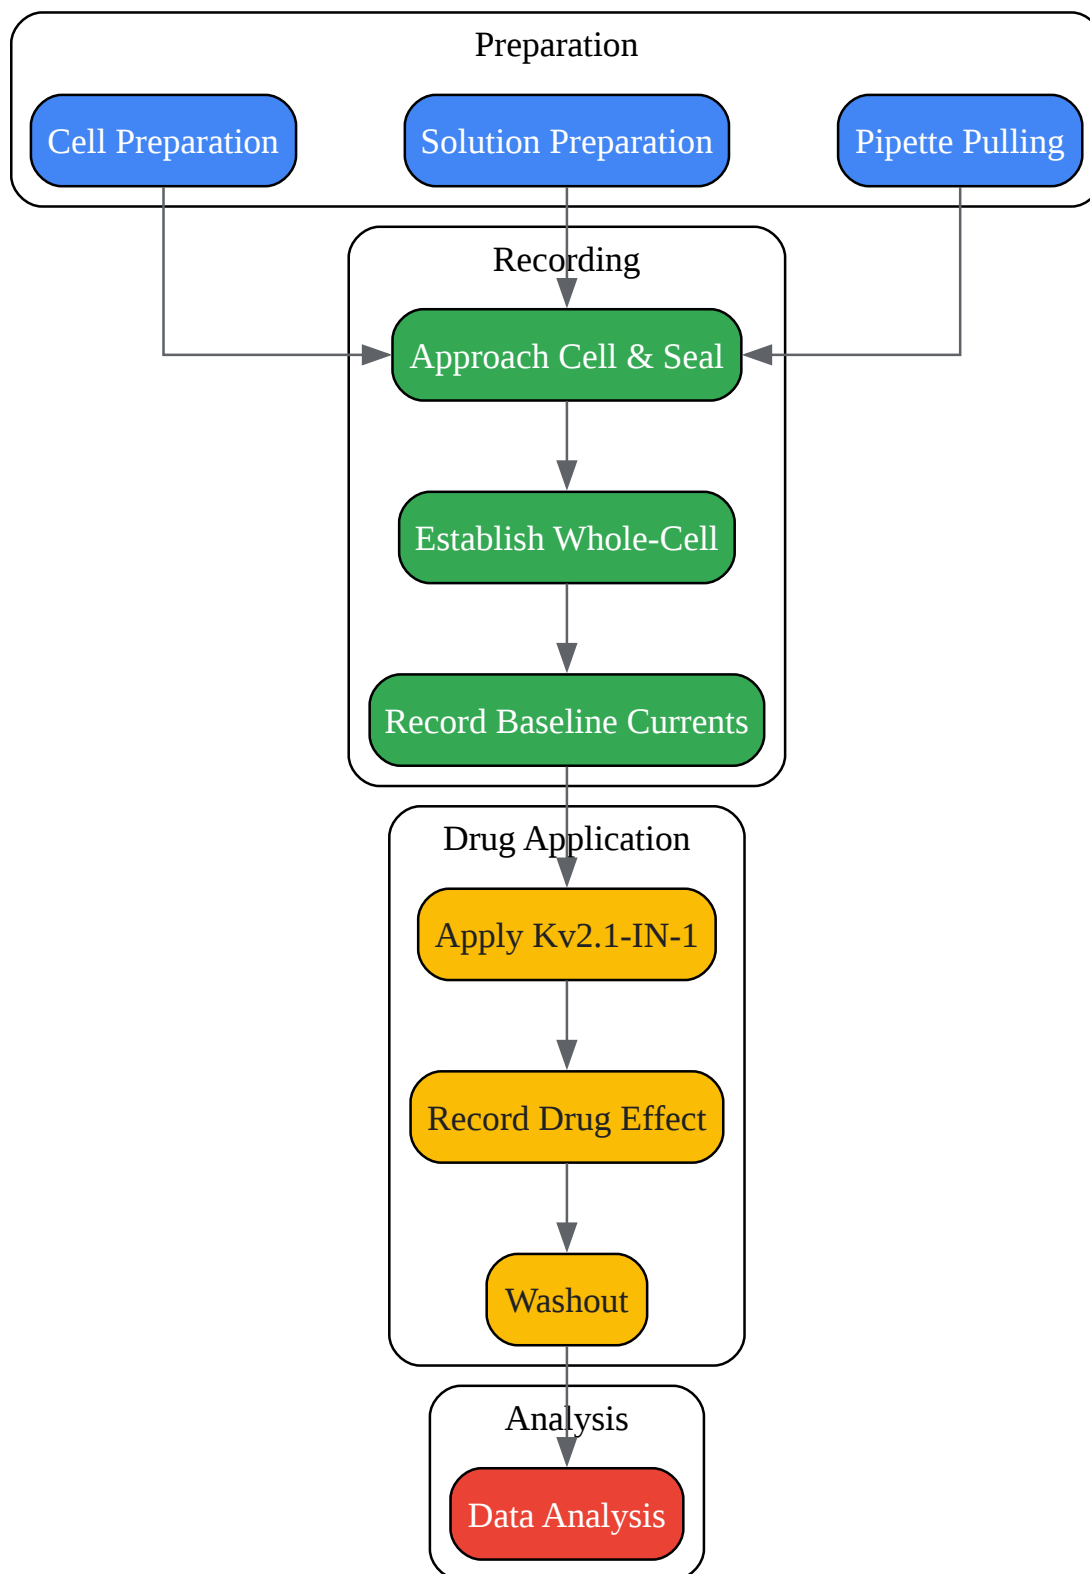 Preparation
Cell Preparation
Solution Preparation
Pipette Pulling
Recording
Approach Cell & Seal
Establish Whole-Cell
Record Baseline Currents
Drug Application
Apply Kv2.1-IN-1
Record Drug Effect
Washout
Analysis
Data Analysis